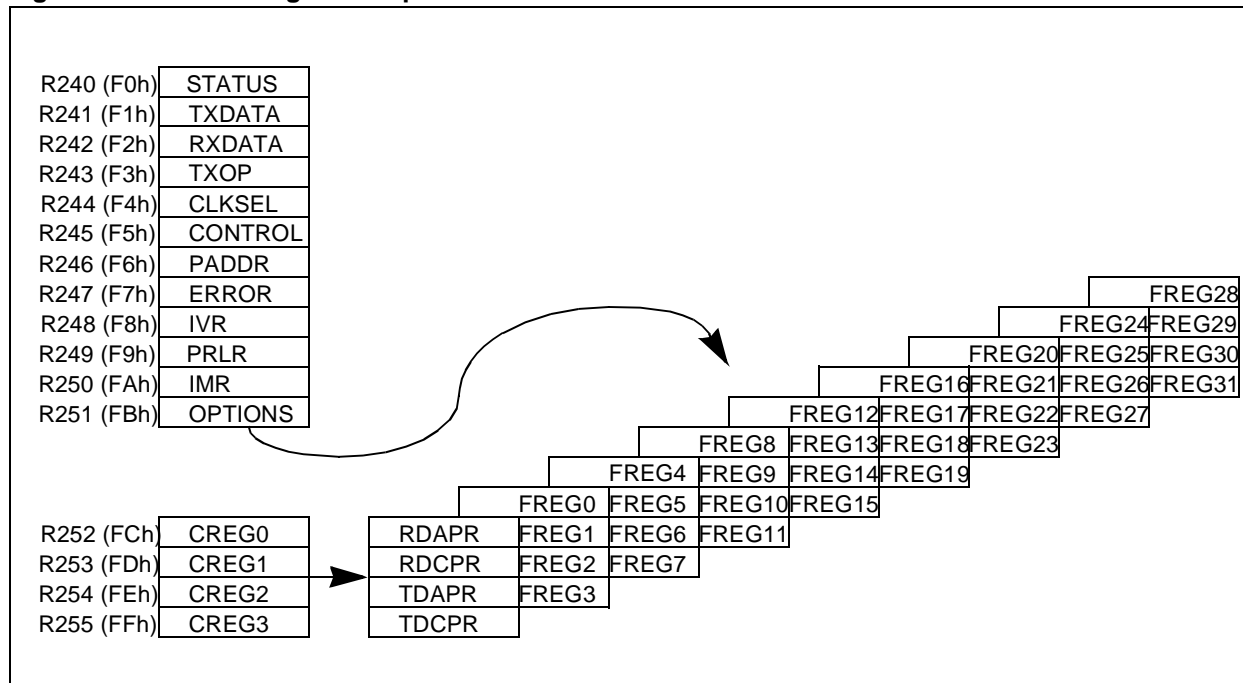 R240 (F0h) STATUS
R241 (F1h) TXDATA
R242 (F2h) RXDATA
R243 (F3h) TXOP
R244 (F4h) CLKSEL
R245 (F5h) CONTROL
R246 (F6h) PADDR
R247 (F7h) ERROR FREG28
R248 (F8h) IVR FREG24 FREG29
R249 (F9h) PRLR FREG20 FREG25 FREG30
R250 (FAh) IMR FREG16 FREG21 FREG26 FREG31
R251 (FBh) OPTIONS FREG12 FREG17 FREG22 FREG27
FREG8 FREG13 FREG18 FREG23
FREG4 FREG9 FREG14 FREG19
FREG0 FREG5 FREG10 FREG15
R252 (FCh) CREG0 RDAPR FREG1 FREG6 FREG11
R253 (FDh) CREG1 RDCPR FREG2 FREG7
R254 (FEh) CREG2 TDAPR FREG3
R255 (FFh) CREG3 TDCPR